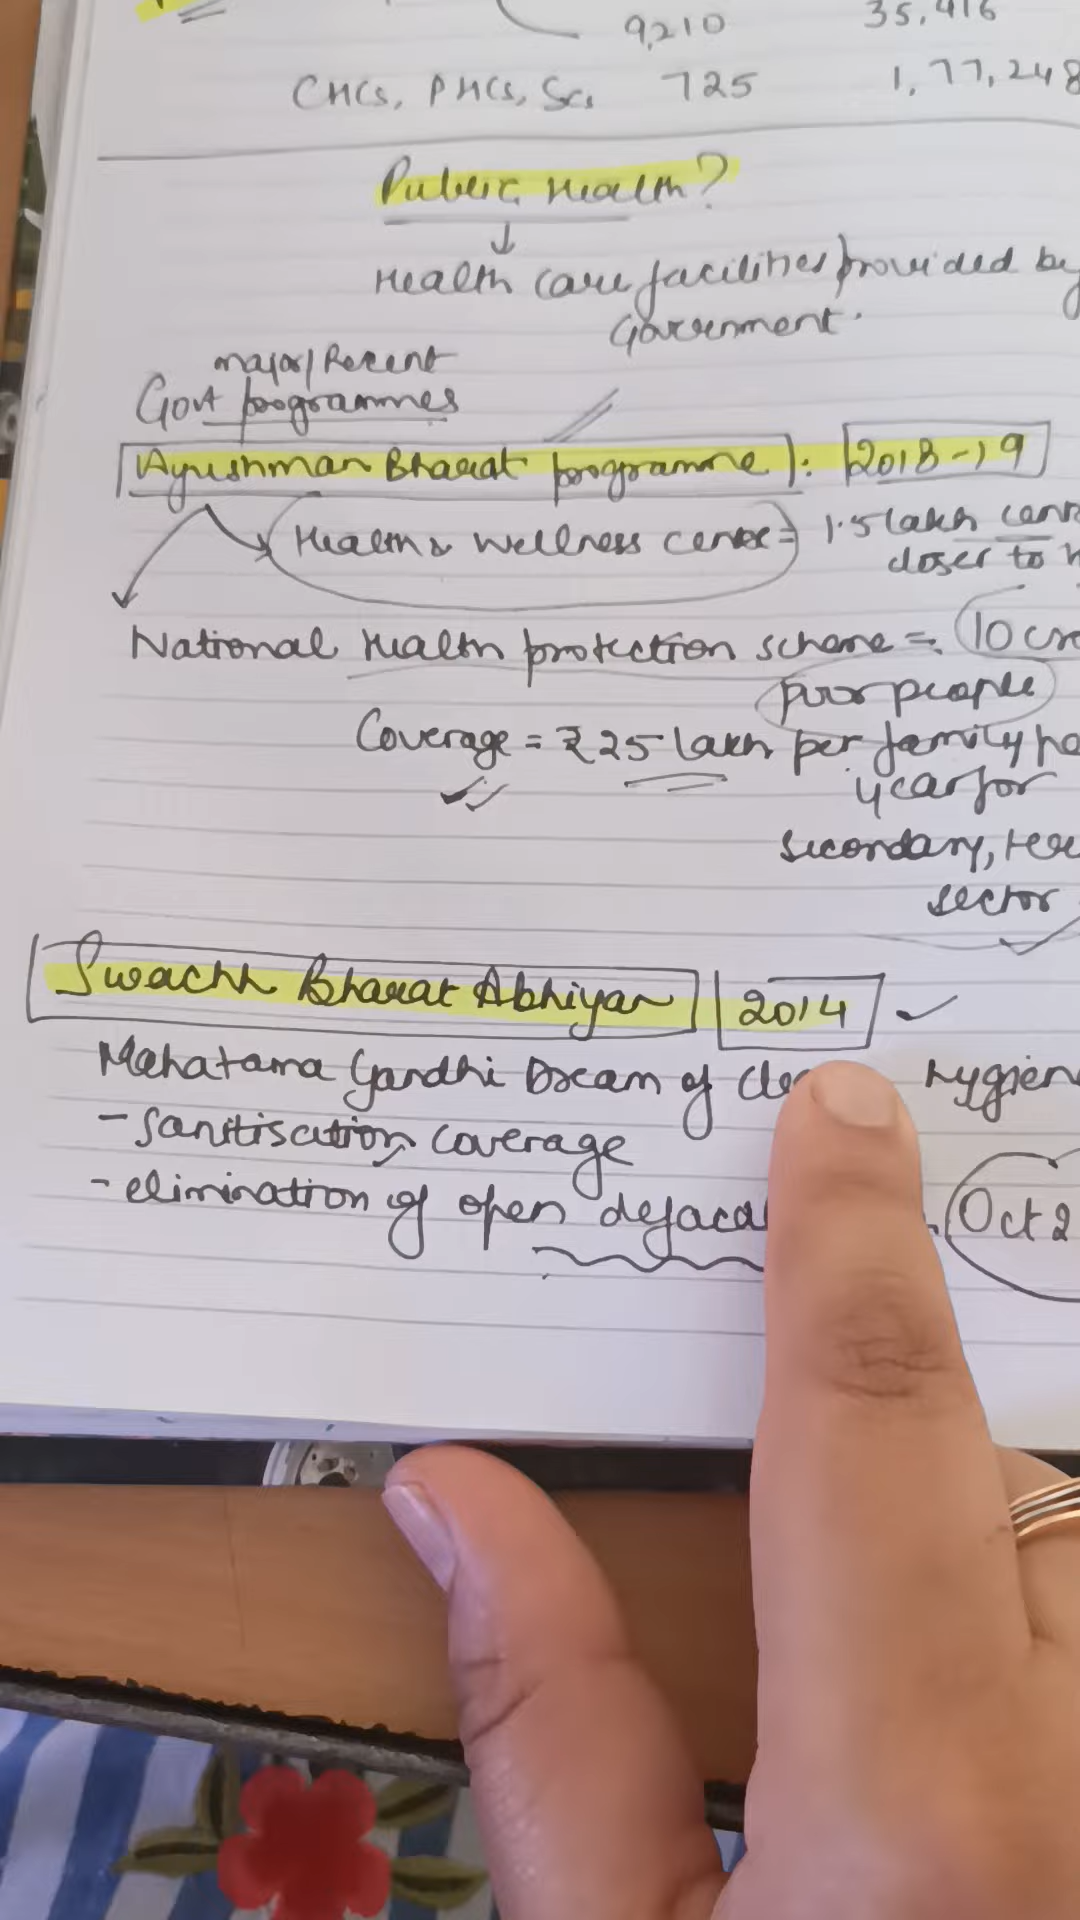 9,210 35,416
CHCs, PHCs, Scs 725 1,77,248
Public Health?
Health care facilities provided by
Government.
major/Recent
Govt programmes
Ayushman Bharat programme): 2018-19
Health & wellness centre = 1.5 lakh
closer to
National Health protection scheme = 10
poor people
Coverage = ₹25 lakh per family
year for
secondary,
sector
Swachh Bharat Abhiyan 2014
Mahatama Gandhi Dream of
- sanitisation coverage
- elimination of open Oct 2